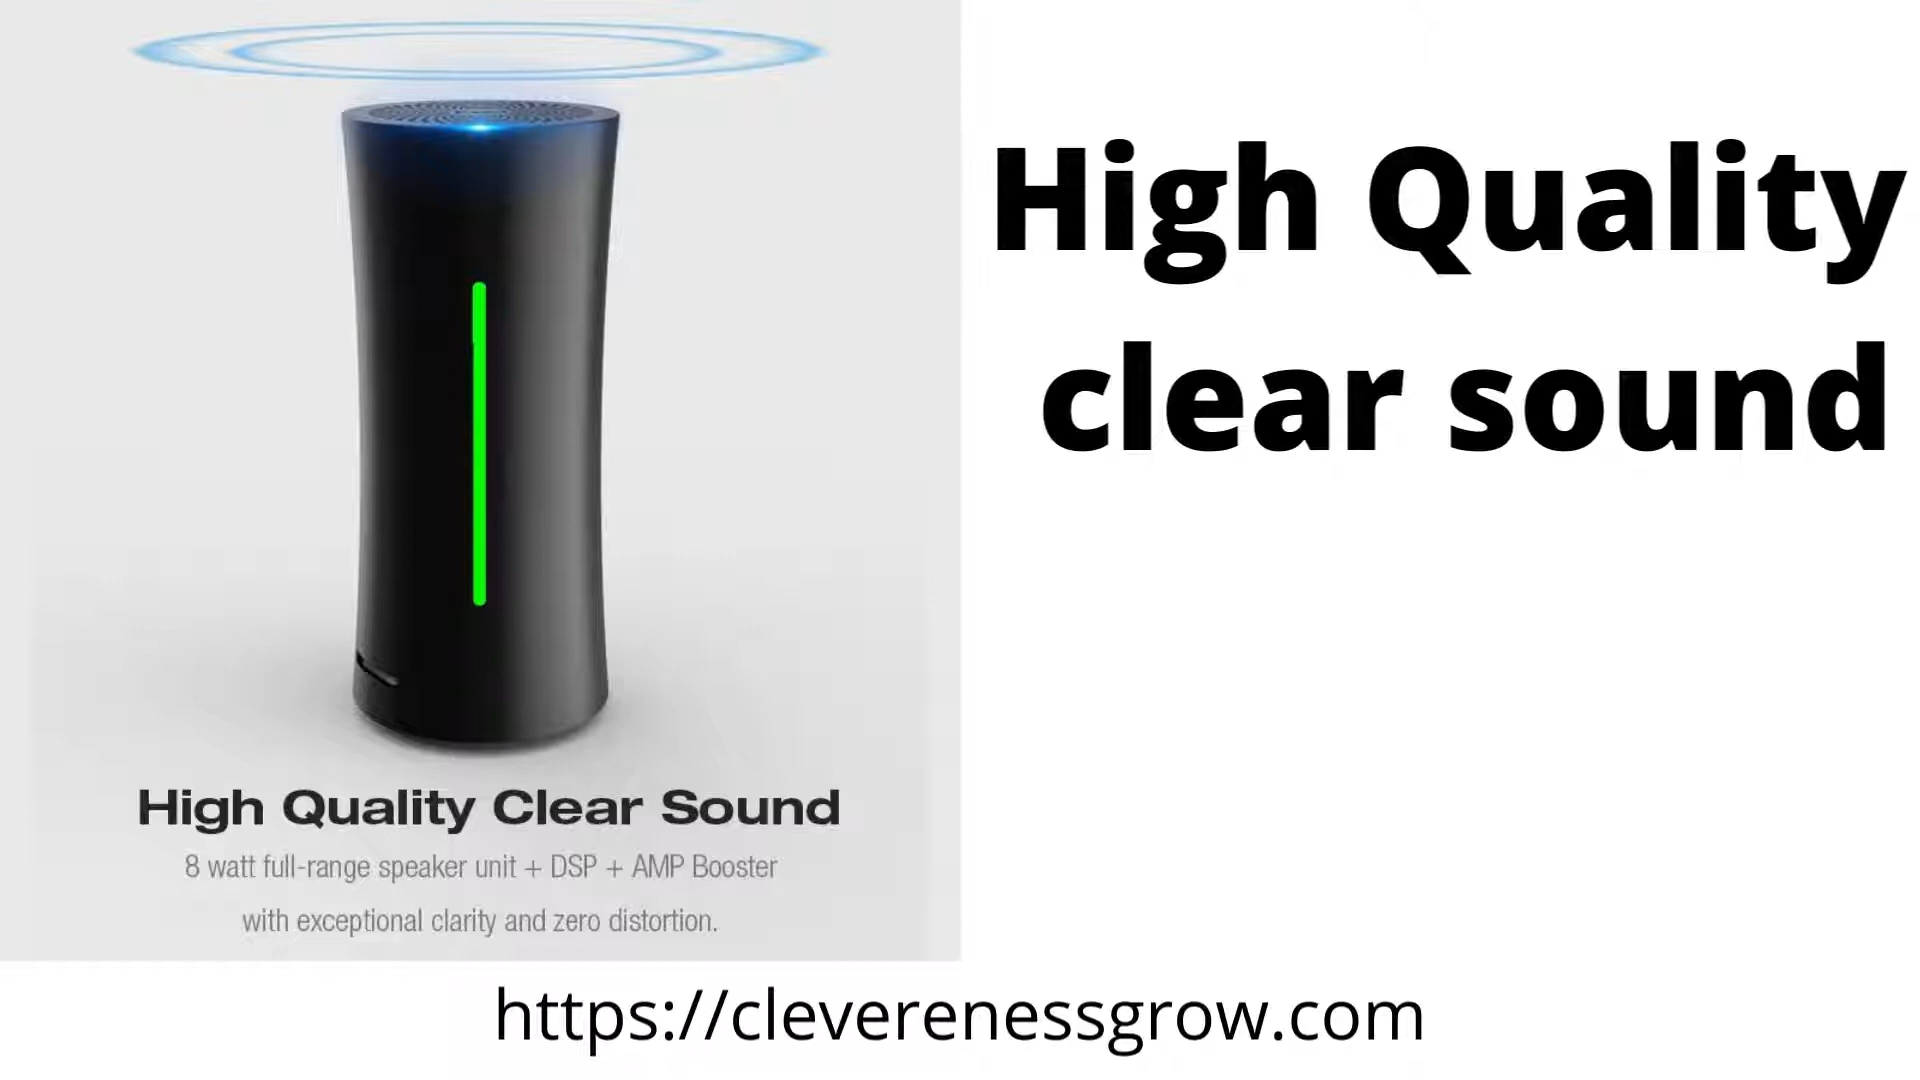 High Quality
clear sound
High Quality Clear Sound
8 watt full-range speaker unit + DSP + AMP Booster
with exceptional clarity and zero distortion.
https://cleverenessgrow.com